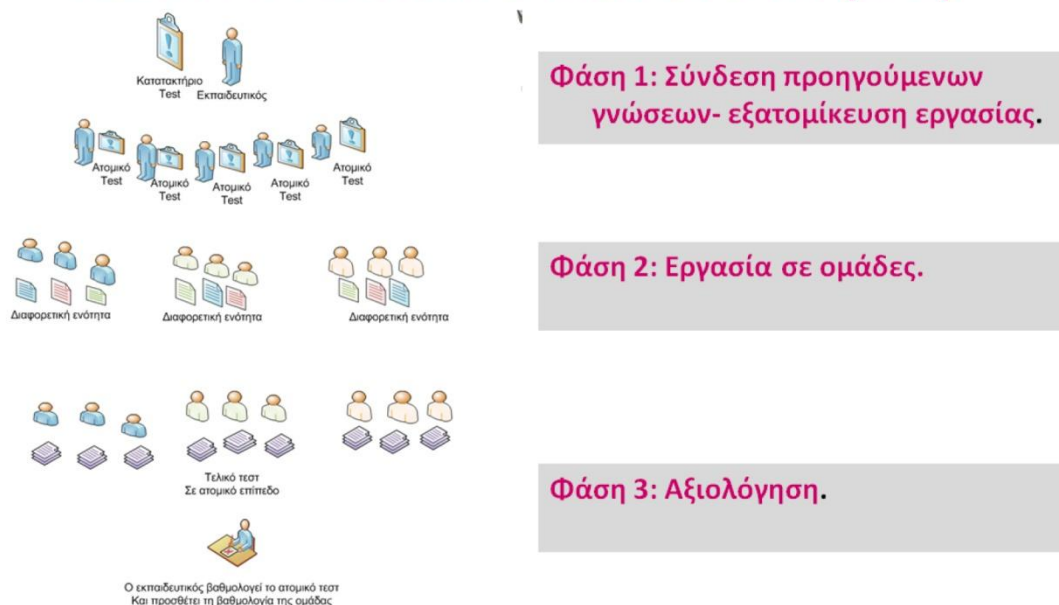 Κατατακτήριο
Test
Εκπαιδευτικός
Ατομικό
Test
Ατομικό
Test
Ατομικό
Test
Ατομικό
Test
Ατομικό
Test
Φάση 1: Σύνδεση προηγούμενων
γνώσεων- εξατομίκευση εργασίας.
Διαφορετική ενότητα
Διαφορετική ενότητα
Διαφορετική ενότητα
Φάση 2: Εργασία σε ομάδες.
Τελικό τεστ
Σε ατομικό επίπεδο
Φάση 3: Αξιολόγηση.
Ο εκπαιδευτικός βαθμολογεί το ατομικό τεστ
Και προσθέτει τη βαθμολογία της ομάδας